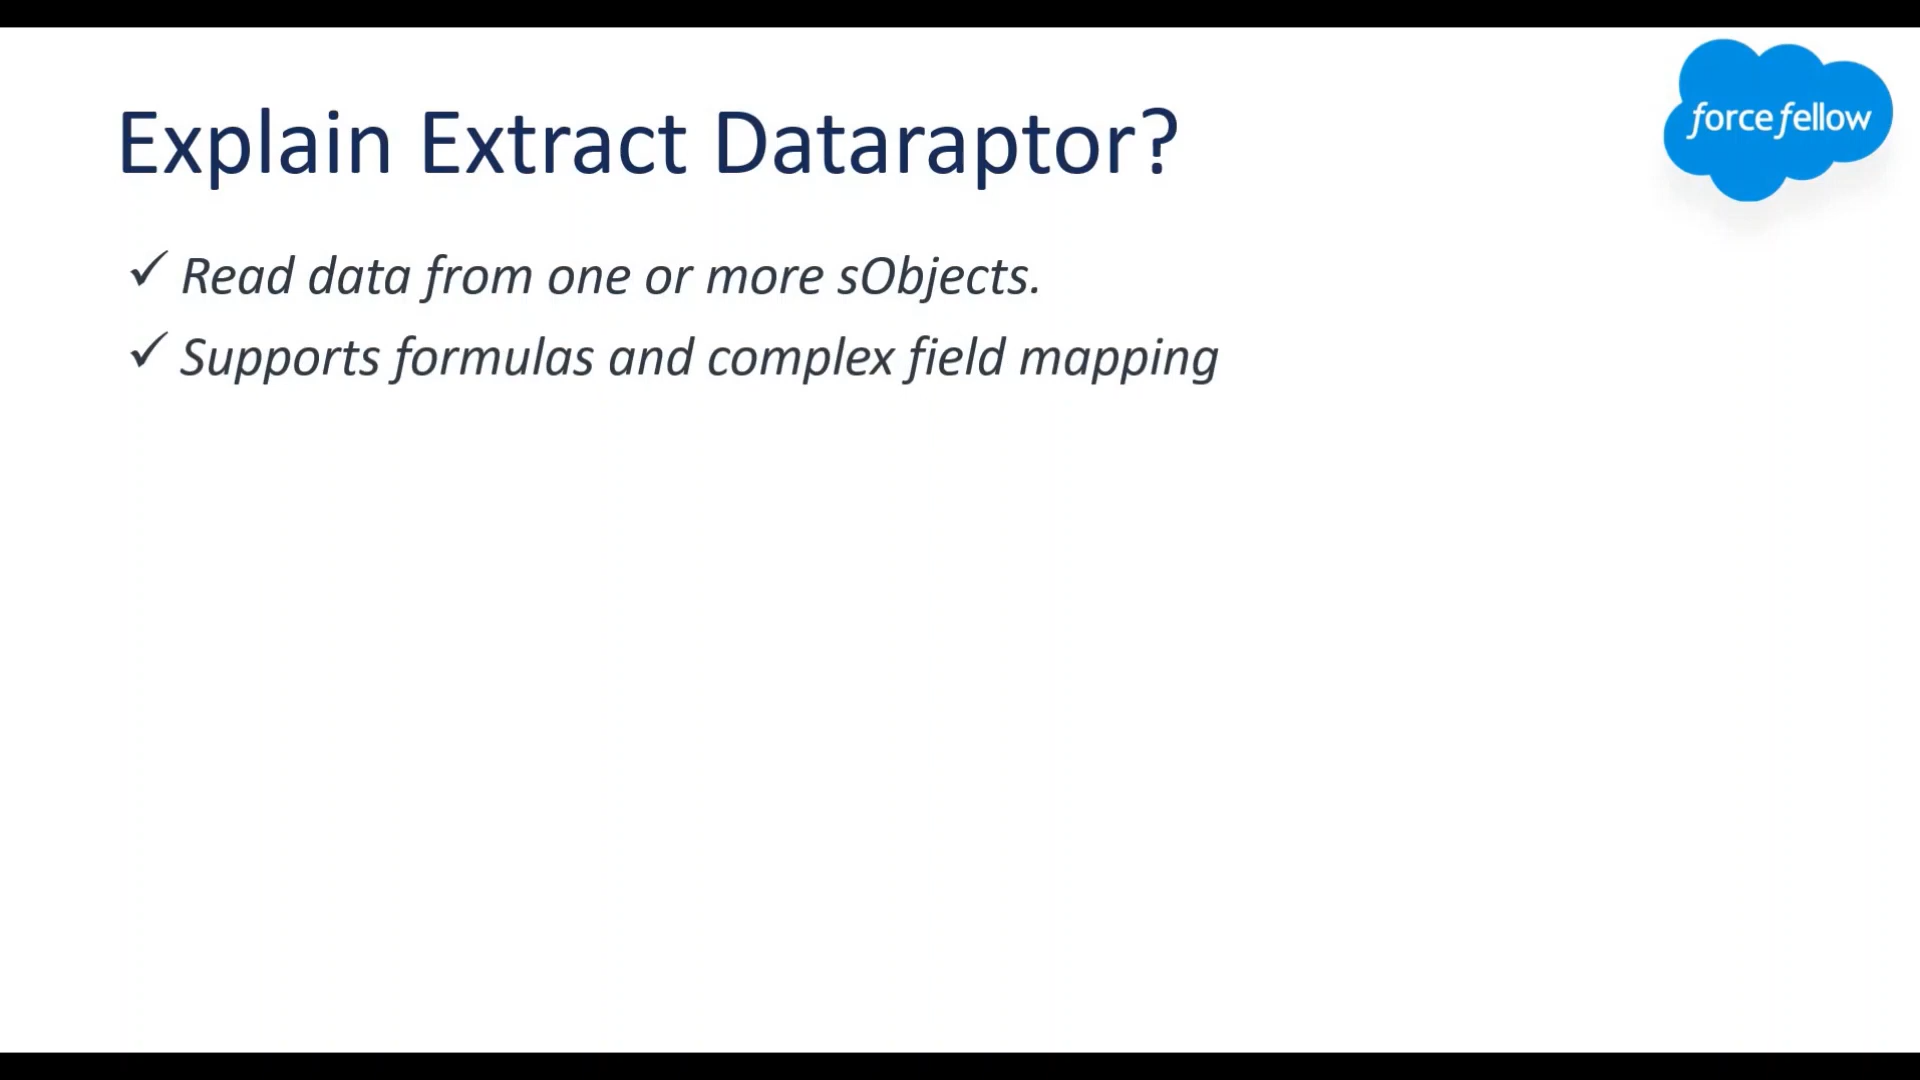 Explain Extract Dataraptor?
force fellow
✓ Read data from one or more sObjects.
✓ Supports formulas and complex field mapping